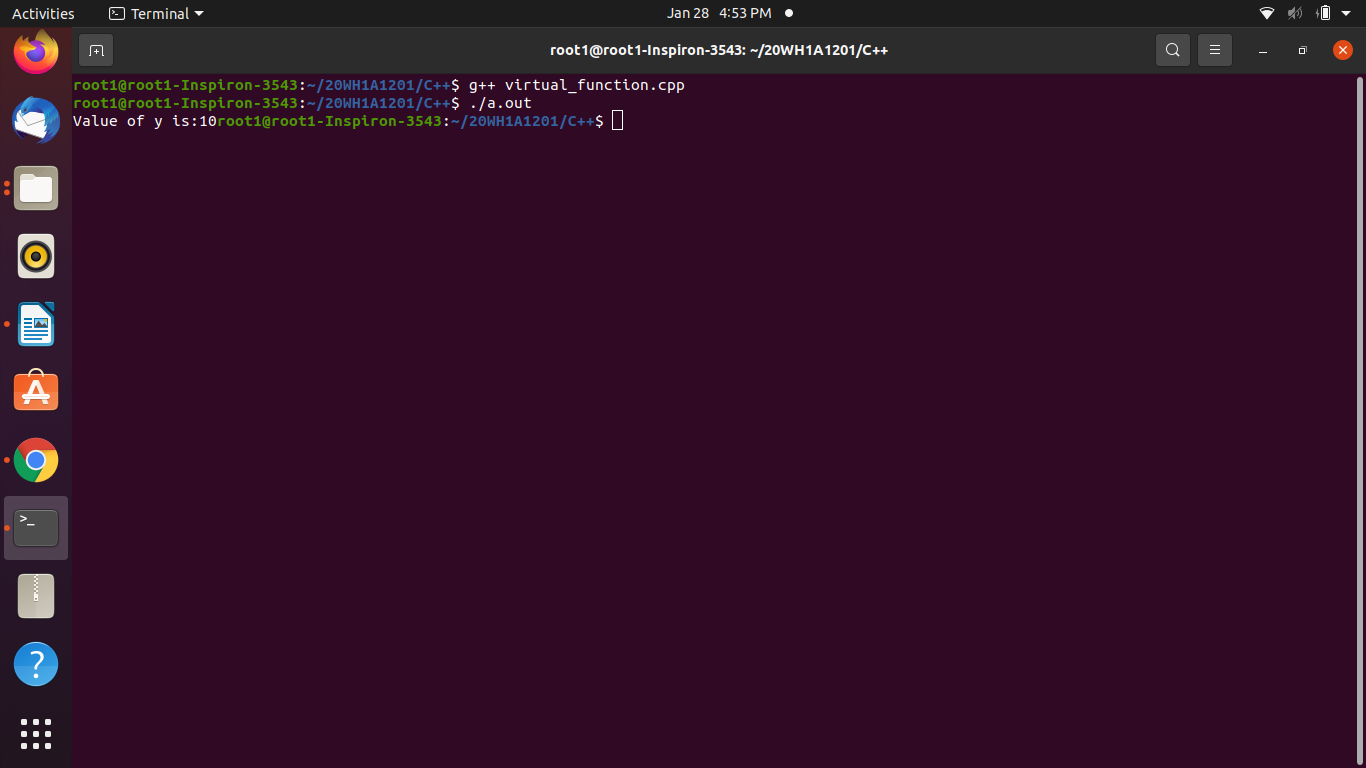 Activities Terminal Jan 28 4:53 PM
root1@root1-Inspiron-3543: ~/20WH1A1201/C++
root1@root1-Inspiron-3543:~/20WH1A1201/C++$ g++ virtual_function.cpp
root1@root1-Inspiron-3543:~/20WH1A1201/C++$ ./a.out
Value of y is:10root1@root1-Inspiron-3543:~/20WH1A1201/C++$